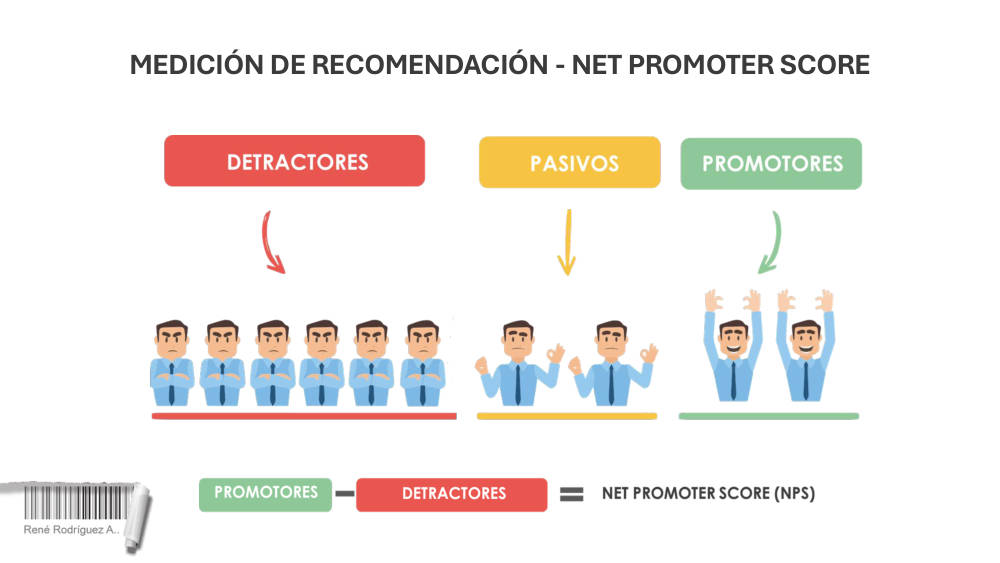 MEDICIÓN DE RECOMENDACIÓN - NET PROMOTER SCORE
DETRACTORES
PASIVOS
PROMOTORES
PROMOTORES
DETRACTORES
NET PROMOTER SCORE (NPS)
René Rodríguez A..